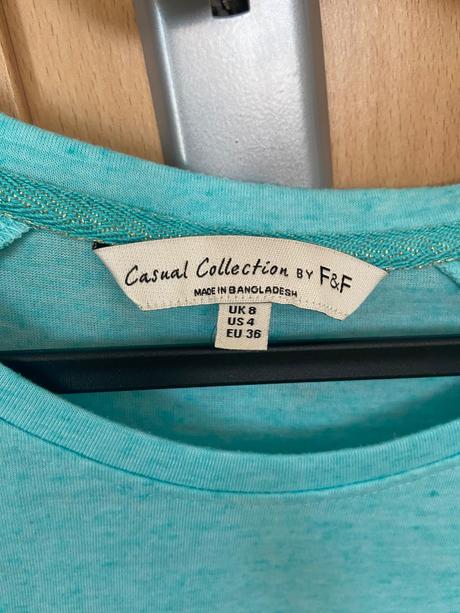 Casual Collection BY F&F
MADE IN BANGLADESH
UK 8
US 4
EU 36